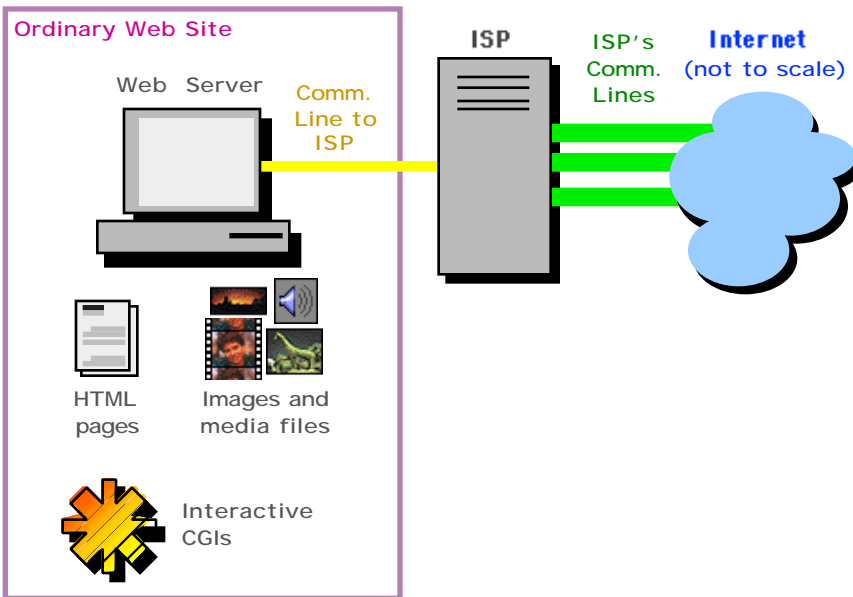 Ordinary Web Site
Web Server
Comm.
Line to
ISP
ISP
ISP's
Comm.
Lines
Internet
(not to scale)
HTML
pages
Images and
media files
Interactive
CGIs